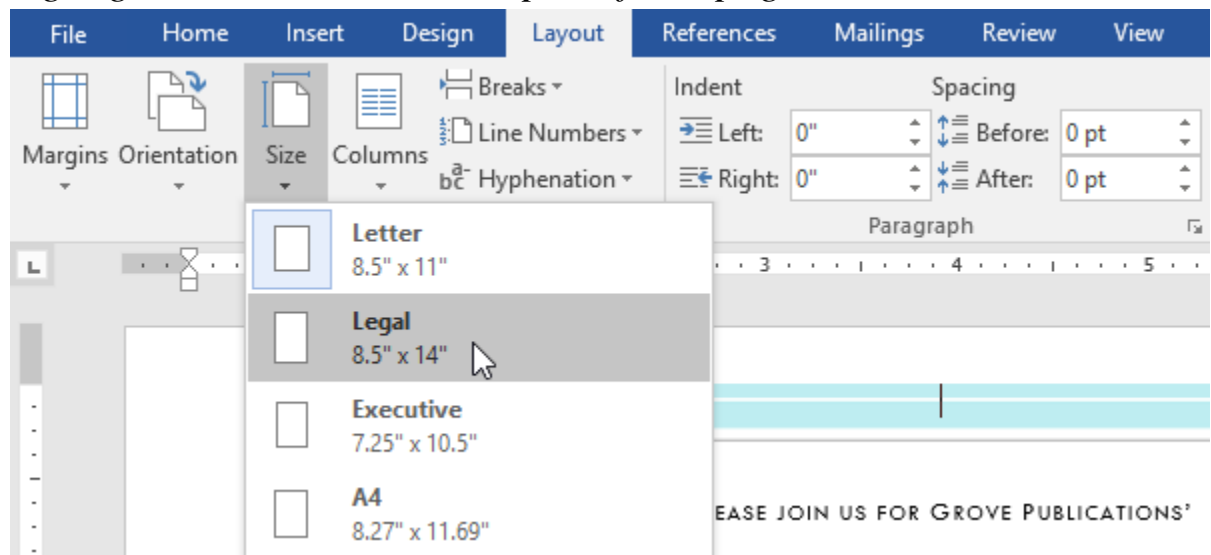 File Home Insert Design Layout References Mailings Review View
Breaks Indent Spacing
Line Numbers Left: 0" Before: 0 pt
Margins Orientation Size Columns
Hyphenation Right: 0" After: 0 pt
Paragraph
Letter
8.5" x 11"
L 3 4 5
Legal
8.5" x 14"
Executive
7.25" x 10.5"
A4
8.27" x 11.69"
EASE JOIN US FOR GROVE PUBLICATIONS'